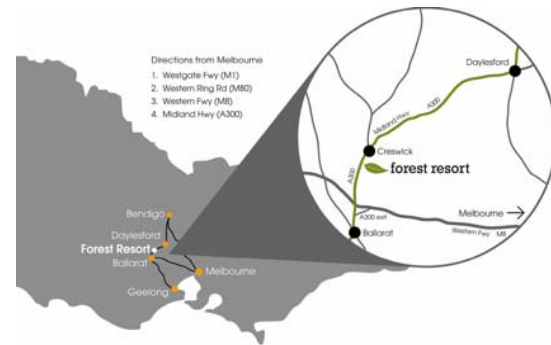 Directions from Melbourne
1. Westgate Fwy (M1)
2. Western Ring Rd (M80)
3. Western Fwy (M8)
4. Midland Hwy (A300)
Daylesford
A300
Midland Hwy
Creswick
forest resort
A300
A300 exit
Melbourne
Western Fwy M8
Ballarat
Bendigo
Daylesford
Forest Resort
Ballarat
Melbourne
Geelong